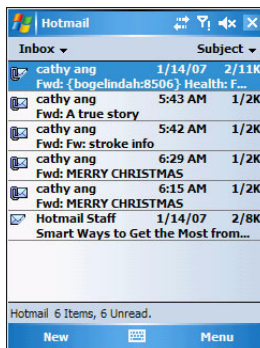 Hotmail
Inbox Subject
cathy ang 1/14/07 2/11K
Fwd: {bogelindah:8506} Health: F...
cathy ang 5:43 AM 1/2K
Fwd: A true story
cathy ang 5:42 AM 1/2K
Fwd: Fw: stroke info
cathy ang 6:29 AM 1/2K
Fwd: MERRY CHRISTMAS
cathy ang 6:15 AM 1/2K
Fwd: MERRY CHRISTMAS
Hotmail Staff 1/14/07 2/8K
Smart Ways to Get the Most from...
Hotmail 6 Items, 6 Unread.
New Menu